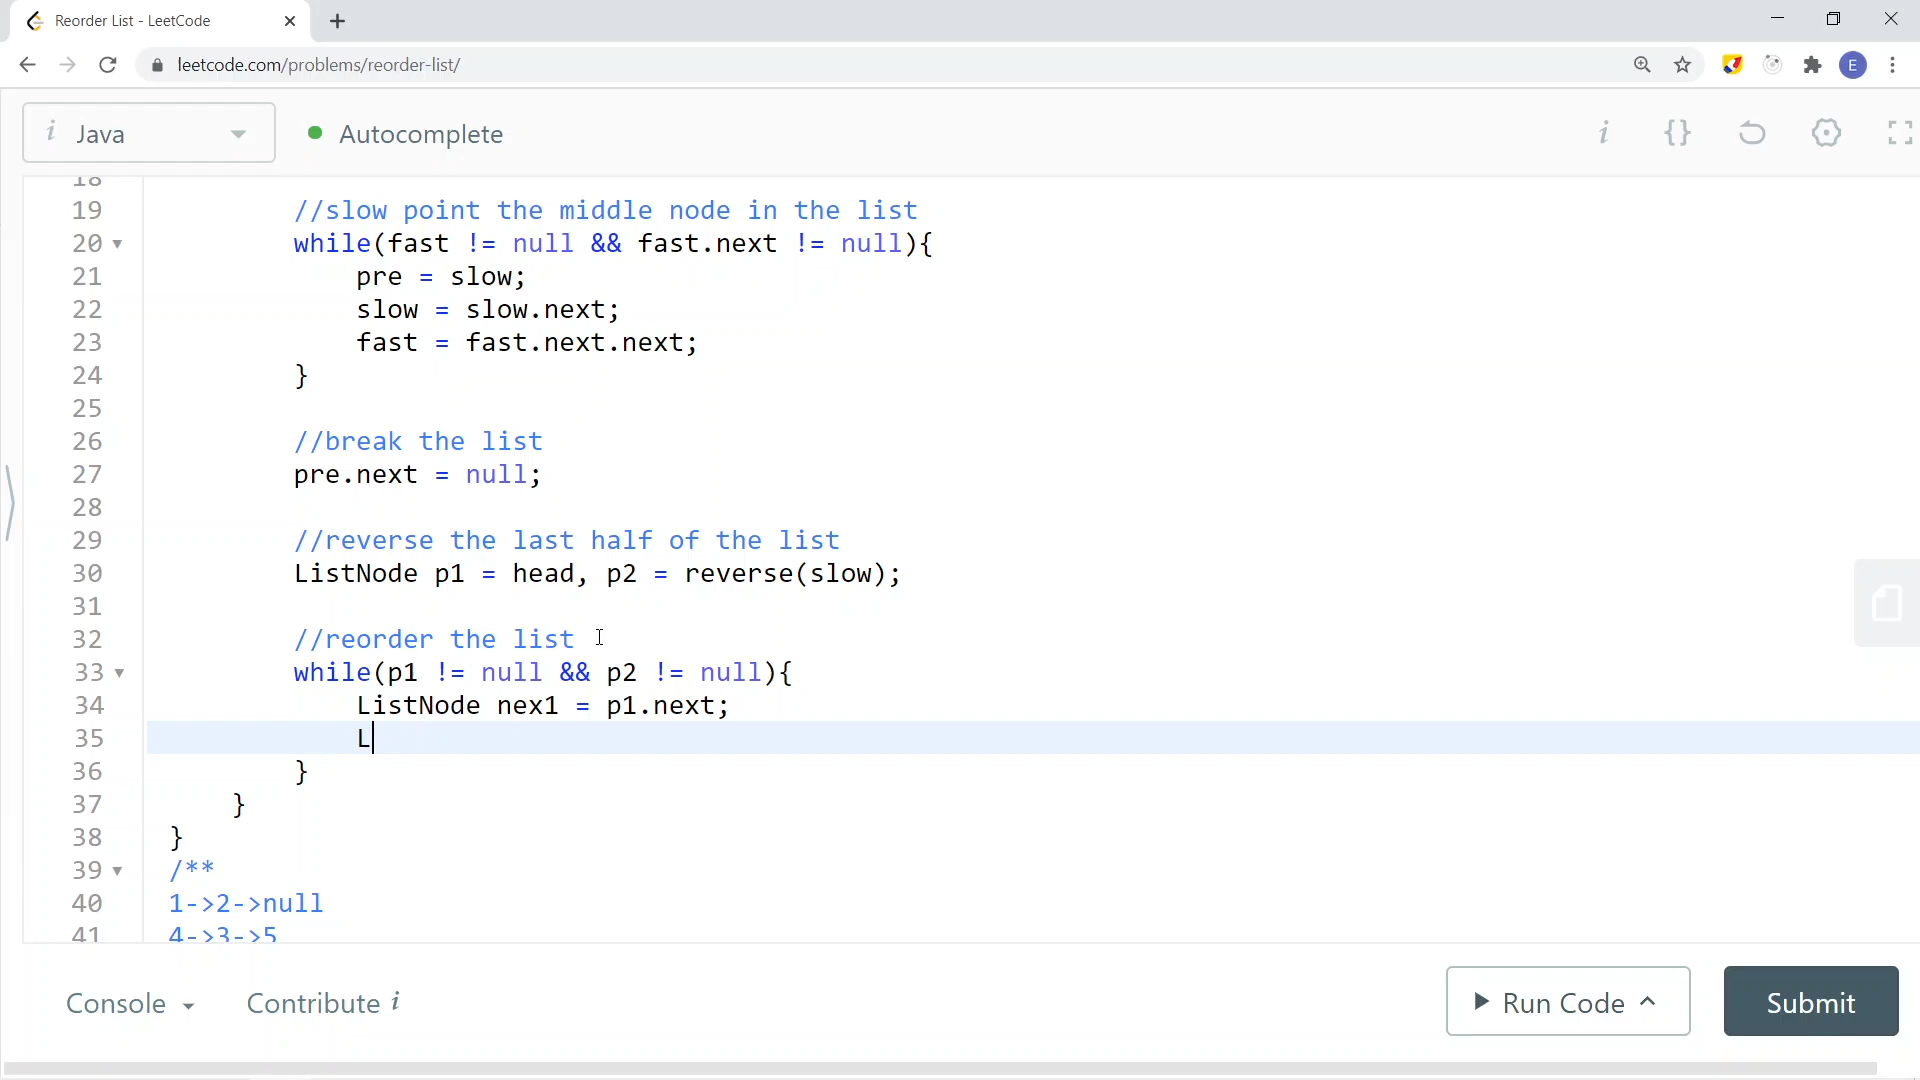 Reorder List - LeetCode
leetcode.com/problems/reorder-list/
E
i Java
Autocomplete
i {}
18
19 //slow point the middle node in the list
20 while(fast != null && fast.next != null){
21 pre = slow;
22 slow = slow.next;
23 fast = fast.next.next;
24 }
25
26 //break the list
27 pre.next = null;
28
29 //reverse the last half of the list
30 ListNode p1 = head, p2 = reverse(slow);
31
32 //reorder the list
33 while(p1 != null && p2 != null){
34 ListNode nex1 = p1.next;
35 L
36 }
37 }
38 }
39 /**
40 1->2->null
41 4->3->5
Console Contribute i Run Code Submit